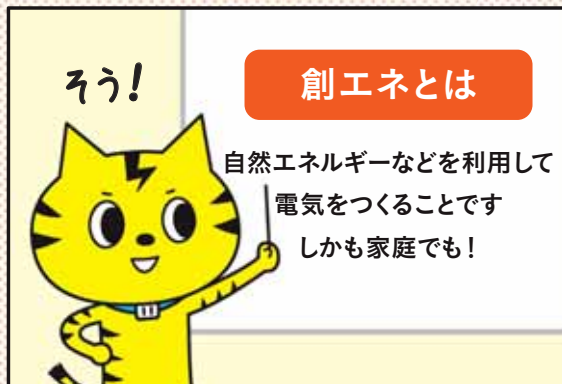 そう!
創エネとは
自然エネルギーなどを利用して
電気をつくることです
しかも家庭でも!